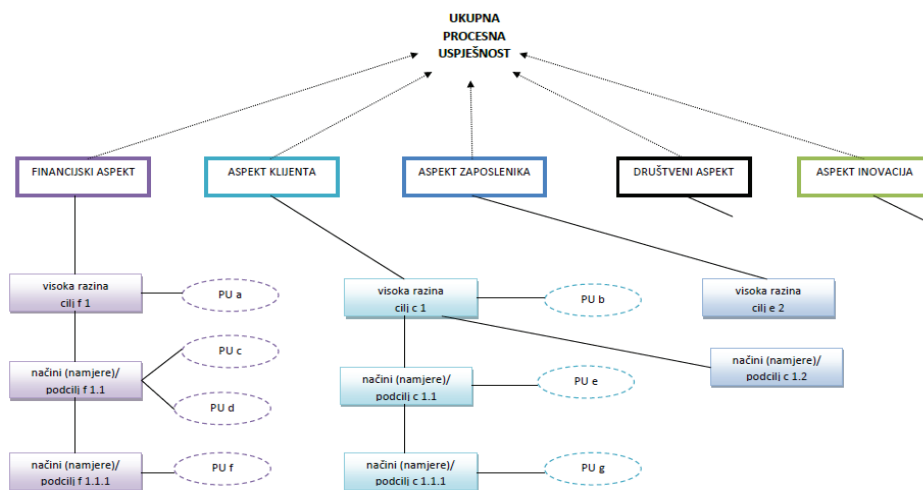 UKUPNA
PROCESNA
USPJEŠNOST
FINANCIJSKI ASPEKT
ASPEKT KLIJENTA
ASPEKT ZAPOSLENIKA
DRUŠTVENI ASPEKT
ASPEKT INOVACIJA
visoka razina
cilj f 1
PU a
visoka razina
cilj c 1
PU b
visoka razina
cilj e 2
PU c
načini (namjere)/
podcilj f 1.1
PU d
načini (namjere)/
podcilj c 1.1
PU e
načini (namjere)/
podcilj c 1.2
načini (namjere)/
podcilj f 1.1.1
PU f
načini (namjere)/
podcilj c 1.1.1
PU g